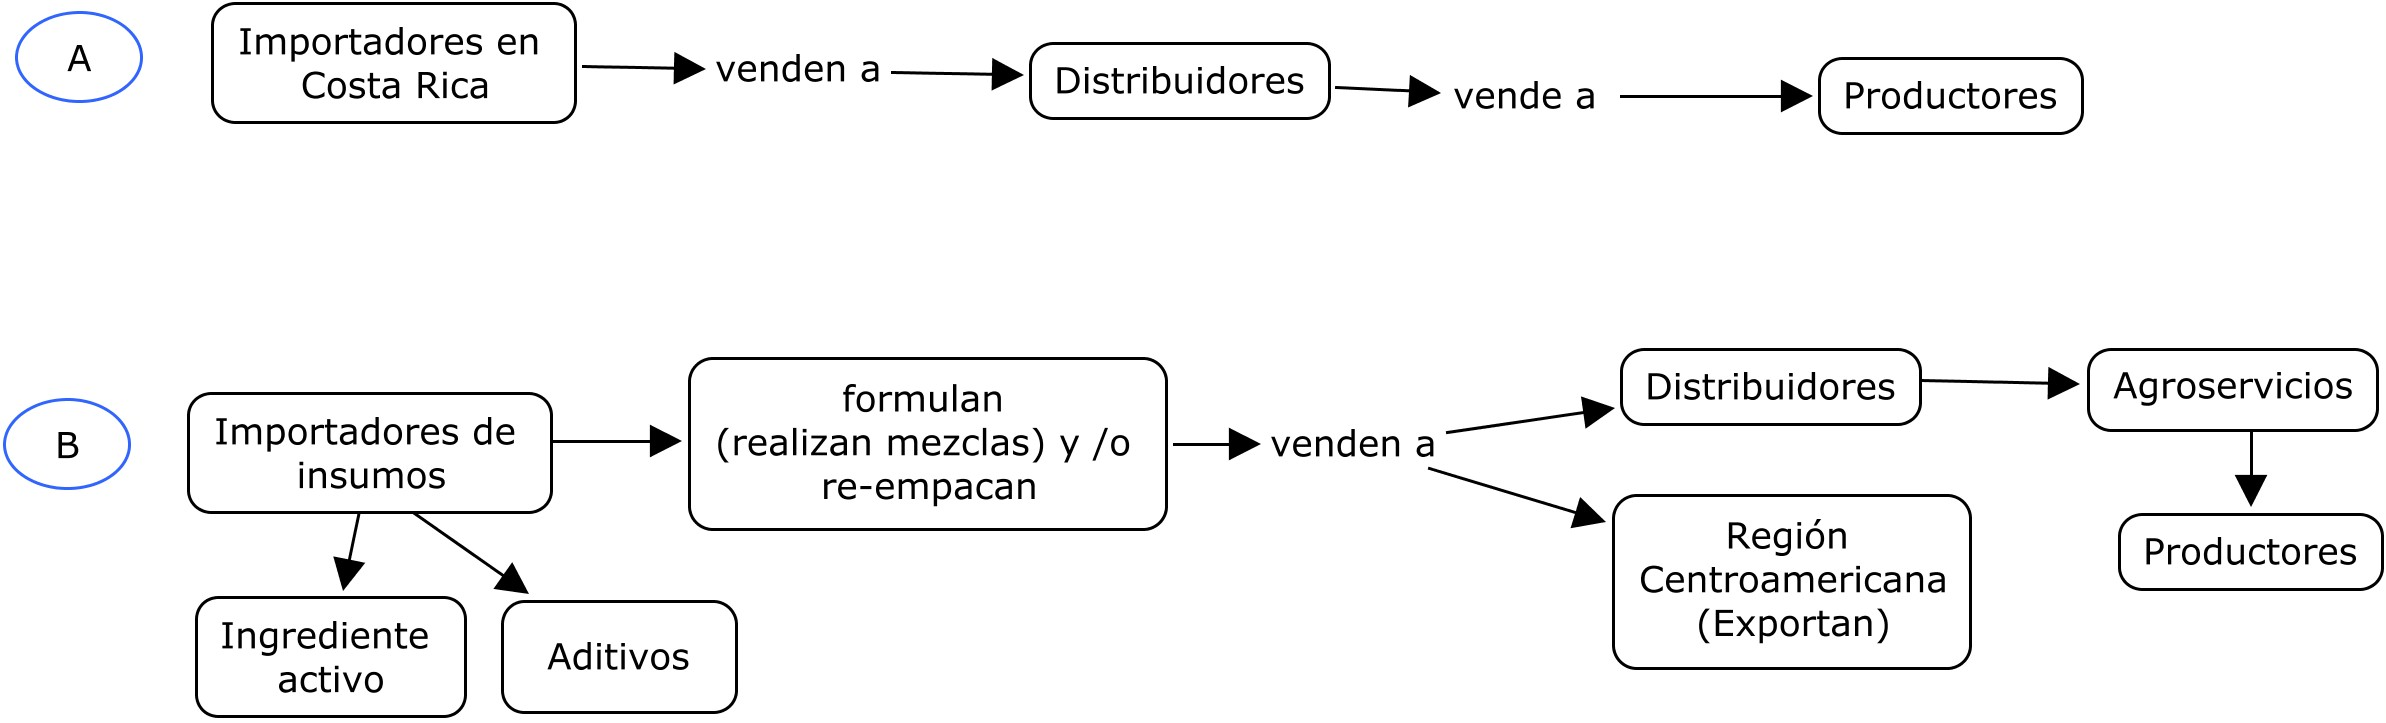 A
Importadores en
Costa Rica
venden a
Distribuidores
vende a
Productores
B
Importadores de
insumos
formulan
(realizan mezclas) y /o
re-empacan
venden a
Distribuidores
Agroservicios
Región
Centroamericana
(Exportan)
Productores
Ingrediente
activo
Aditivos